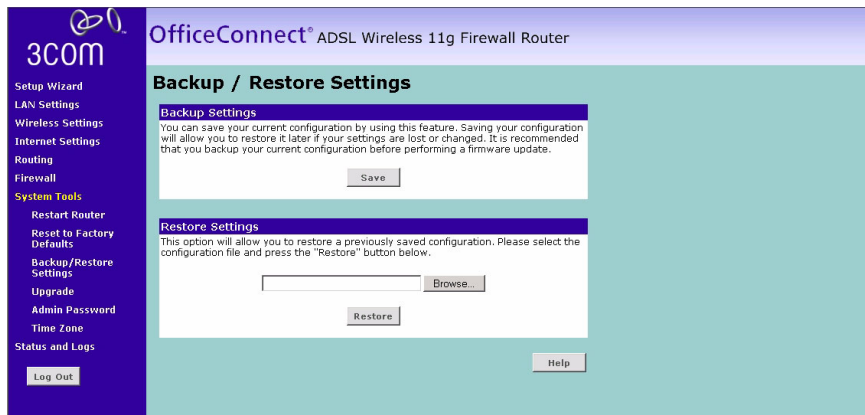 3COM
OfficeConnect® ADSL Wireless 11g Firewall Router
Setup Wizard
LAN Settings
Wireless Settings
Internet Settings
Routing
Firewall
System Tools
Restart Router
Reset to Factory
Defaults
Backup/Restore
Settings
Upgrade
Admin Password
Time Zone
Status and Logs
Log Out
Backup / Restore Settings
Backup Settings
You can save your current configuration by using this feature. Saving your configuration
will allow you to restore it later if your settings are lost or changed. It is recommended
that you backup your current configuration before performing a firmware update.
Save
Restore Settings
This option will allow you to restore a previously saved configuration. Please select the
configuration file and press the "Restore" button below.
Browse...
Restore
Help